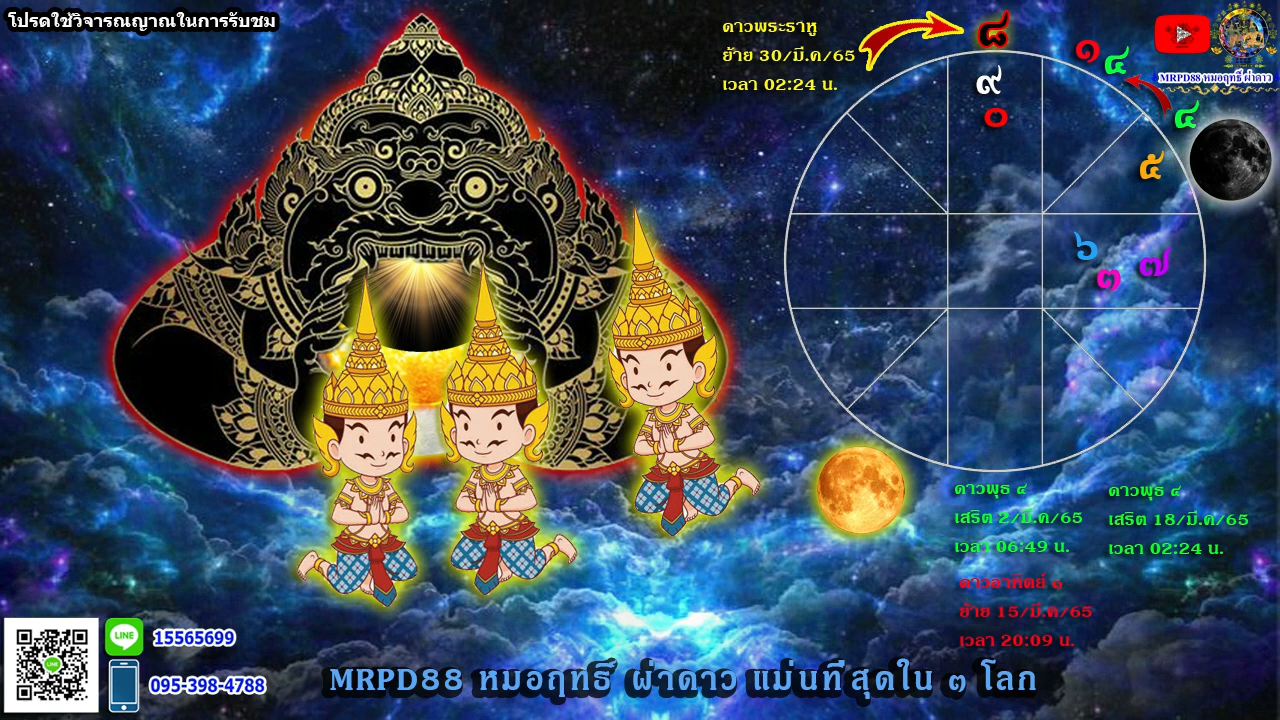 โปรดใช้วิจารณญาณในการรับชม
ดาวพระราหู
ย้าย 30/มี.ค/65
เวลา 02:24 น.
๘
๙
๐
๑
๔
๔
๕
๖
๓
๗
MRPD88 หมอฤทธิ์ ผ่าดาว
ดาวพุธ ๔
เสริต 2/มี.ค/65
เวลา 06:49 น.
ดาวพุธ ๔
เสริต 18/มี.ค/65
เวลา 02:24 น.
ดาวอาทิตย์ ๑
ย้าย 15/มี.ค/65
เวลา 20:09 น.
LINE
LINE
15565699
095-398-4788
MRPD88 หมอฤทธิ์ ผ่าดาว แม่นที่สุดใน ๓ โลก